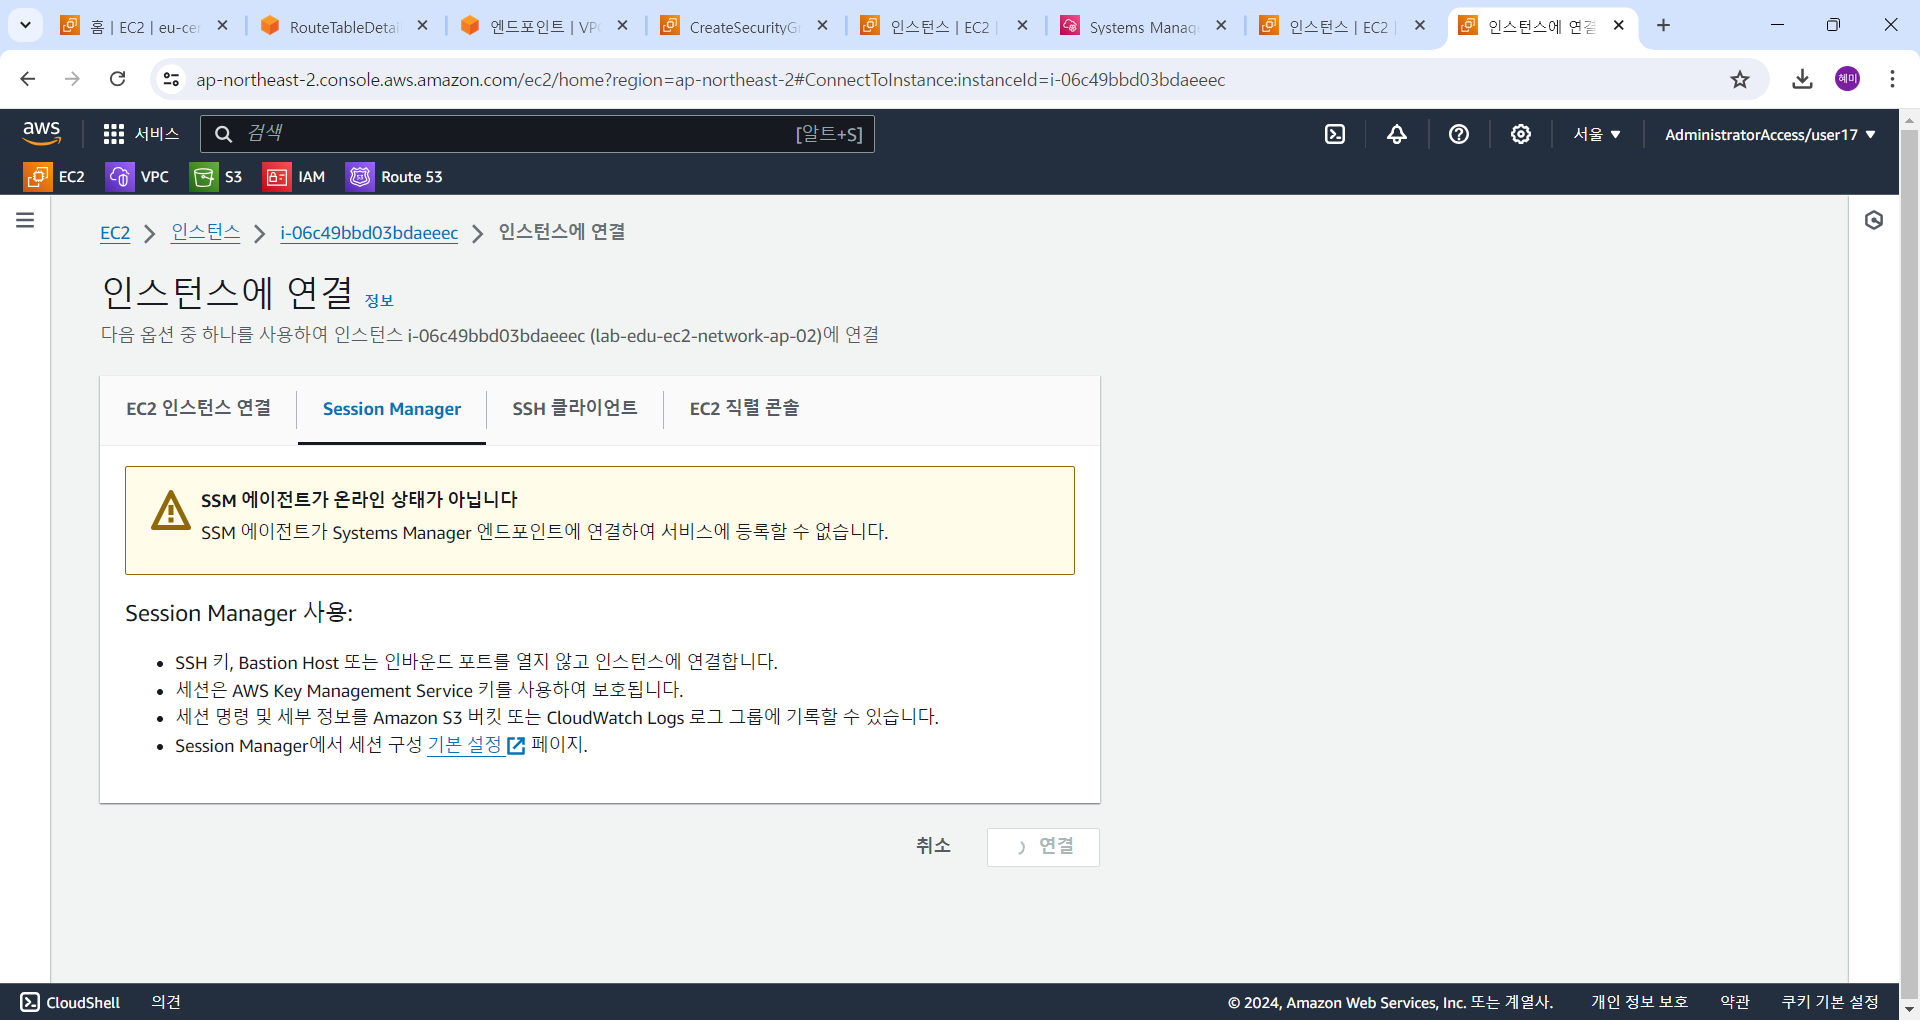 홈 | EC2 | eu-cen
RouteTableDetail
엔드포인트 | VPC
CreateSecurityGr
인스턴스 | EC2 |
Systems Manage
인스턴스 | EC2 |
인스턴스에 연결
ap-northeast-2.console.aws.amazon.com/ec2/home?region=ap-northeast-2#ConnectToInstance:instanceId=i-06c49bbd03bdaeeec
혜미
aws
서비스
검색
[알트+S]
서울
AdministratorAccess/user17
EC2
VPC
S3
IAM
Route 53
EC2 > 인스턴스 > i-06c49bbd03bdaeeec > 인스턴스에 연결
인스턴스에 연결 정보
다음 옵션 중 하나를 사용하여 인스턴스 i-06c49bbd03bdaeeec (lab-edu-ec2-network-ap-02)에 연결
EC2 인스턴스 연결
Session Manager
SSH 클라이언트
EC2 직렬 콘솔
SSM 에이전트가 온라인 상태가 아닙니다
SSM 에이전트가 Systems Manager 엔드포인트에 연결하여 서비스에 등록할 수 없습니다.
Session Manager 사용:
• SSH 키, Bastion Host 또는 인바운드 포트를 열지 않고 인스턴스에 연결합니다.
• 세션은 AWS Key Management Service 키를 사용하여 보호됩니다.
• 세션 명령 및 세부 정보를 Amazon S3 버킷 또는 CloudWatch Logs 로그 그룹에 기록할 수 있습니다.
• Session Manager에서 세션 구성 기본 설정 페이지.
취소
연결
CloudShell
의견
© 2024, Amazon Web Services, Inc. 또는 계열사.
개인 정보 보호
약관
쿠키 기본 설정